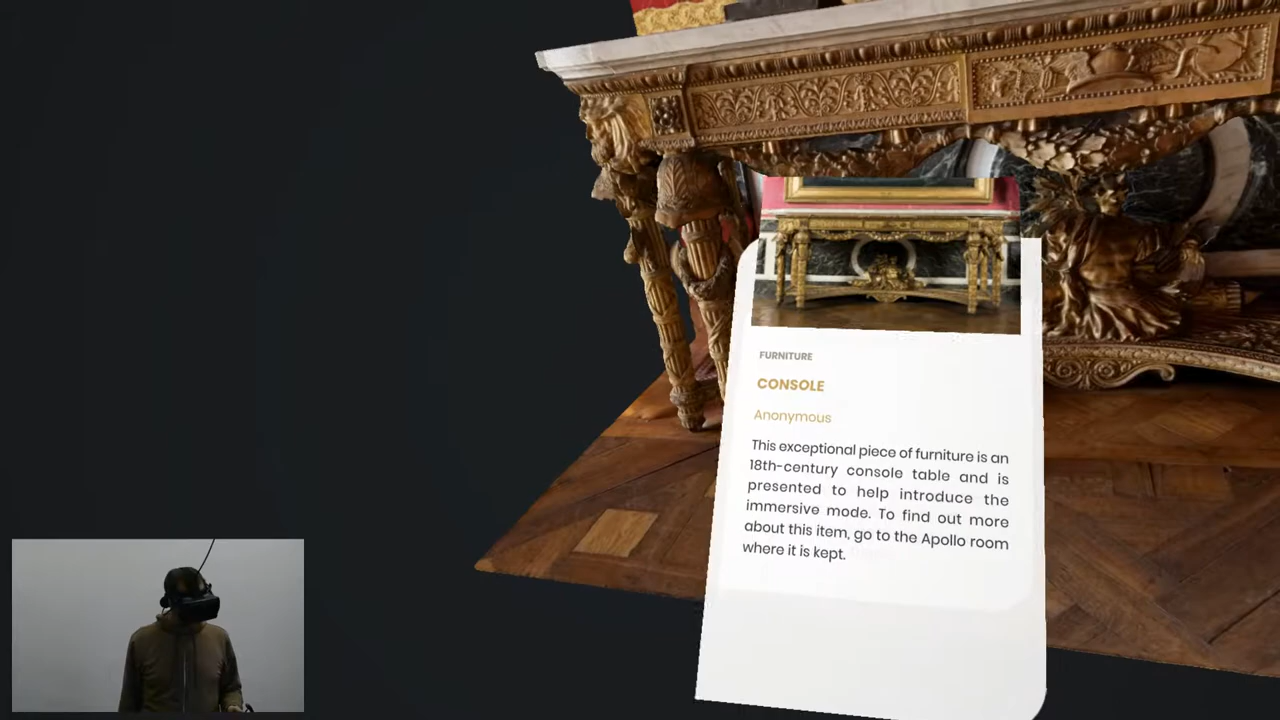 FURNITURE
CONSOLE
Anonymous
This exceptional piece of furniture is an
18th-century console table and is
presented to help introduce the
immersive mode. To find out more
about this item, go to the Apollo room
where it is kept.